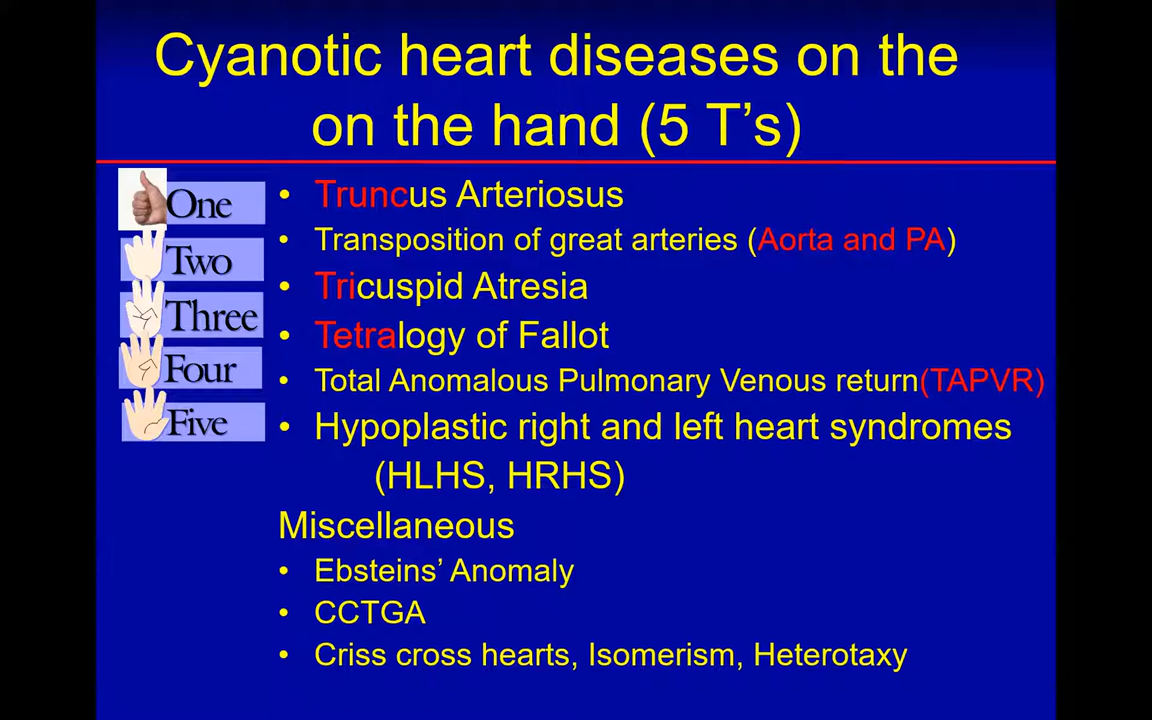 Cyanotic heart diseases on the
on the hand (5 T's)
One
Two
Three
Four
Five
• Truncus Arteriosus
• Transposition of great arteries (Aorta and PA)
• Tricuspid Atresia
• Tetralogy of Fallot
• Total Anomalous Pulmonary Venous return(TAPVR)
• Hypoplastic right and left heart syndromes
(HLHS, HRHS)
Miscellaneous
• Ebsteins’ Anomaly
• CCTGA
• Criss cross hearts, Isomerism, Heterotaxy